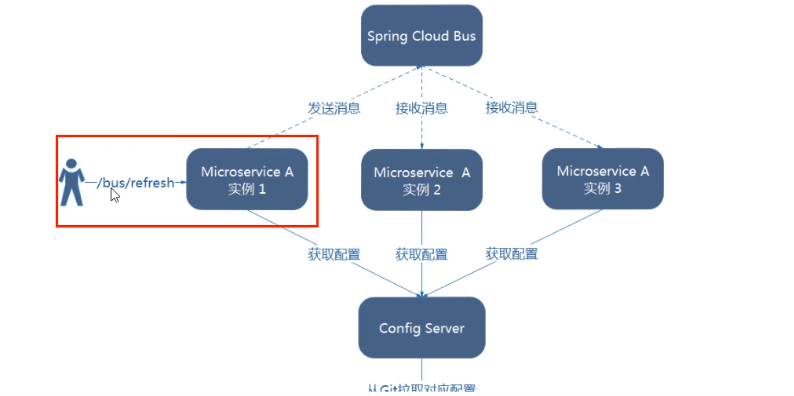 Spring Cloud Bus
发送消息
接收消息
接收消息
/bus/refresh
Microservice A
实例 1
Microservice A
实例 2
Microservice A
实例 3
获取配置
获取配置
获取配置
Config Server
从Git拉取对应配置